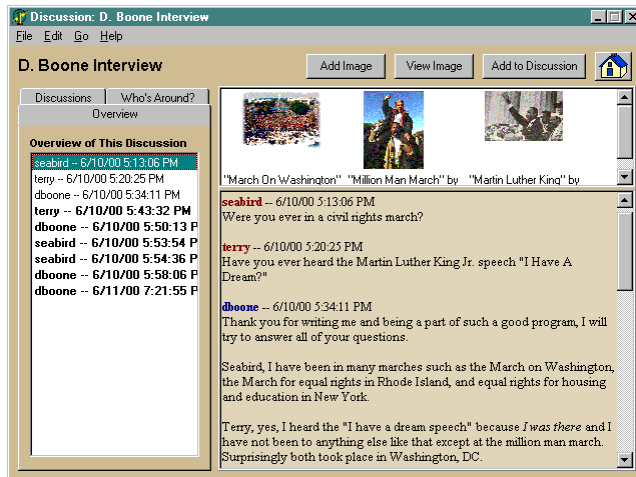 Discussion: D. Boone Interview
File Edit Go Help
D. Boone Interview
Add Image View Image Add to Discussion
Discussions Who's Around?
Overview
Overview of This Discussion
seabird -- 6/10/00 5:13:06 PM
terry -- 6/10/00 5:20:25 PM
dboone -- 6/10/00 5:34:11 PM
terry -- 6/10/00 5:43:32 PM
dboone -- 6/10/00 5:50:13 P
seabird -- 6/10/00 5:53:54 P
seabird -- 6/10/00 5:54:36 P
dboone -- 6/10/00 5:58:06 P
dboone -- 6/11/00 7:21:55 P
"March On Washington" "Million Man March" by "Martin Luther King" by
seabird -- 6/10/00 5:13:06 PM
Were you ever in a civil rights march?
terry -- 6/10/00 5:20:25 PM
Have you ever heard the Martin Luther King Jr. speech "I Have A
Dream?"
dboone -- 6/10/00 5:34:11 PM
Thank you for writing me and being a part of such a good program, I will
try to answer all of your questions.
Seabird, I have been in many marches such as the March on Washington,
the March for equal rights in Rhode Island, and equal rights for housing
and education in New York.
Terry, yes, I heard the "I have a dream speech" because I was there and I
have not been to anything else like that except at the million man march.
Surprisingly both took place in Washington, DC.